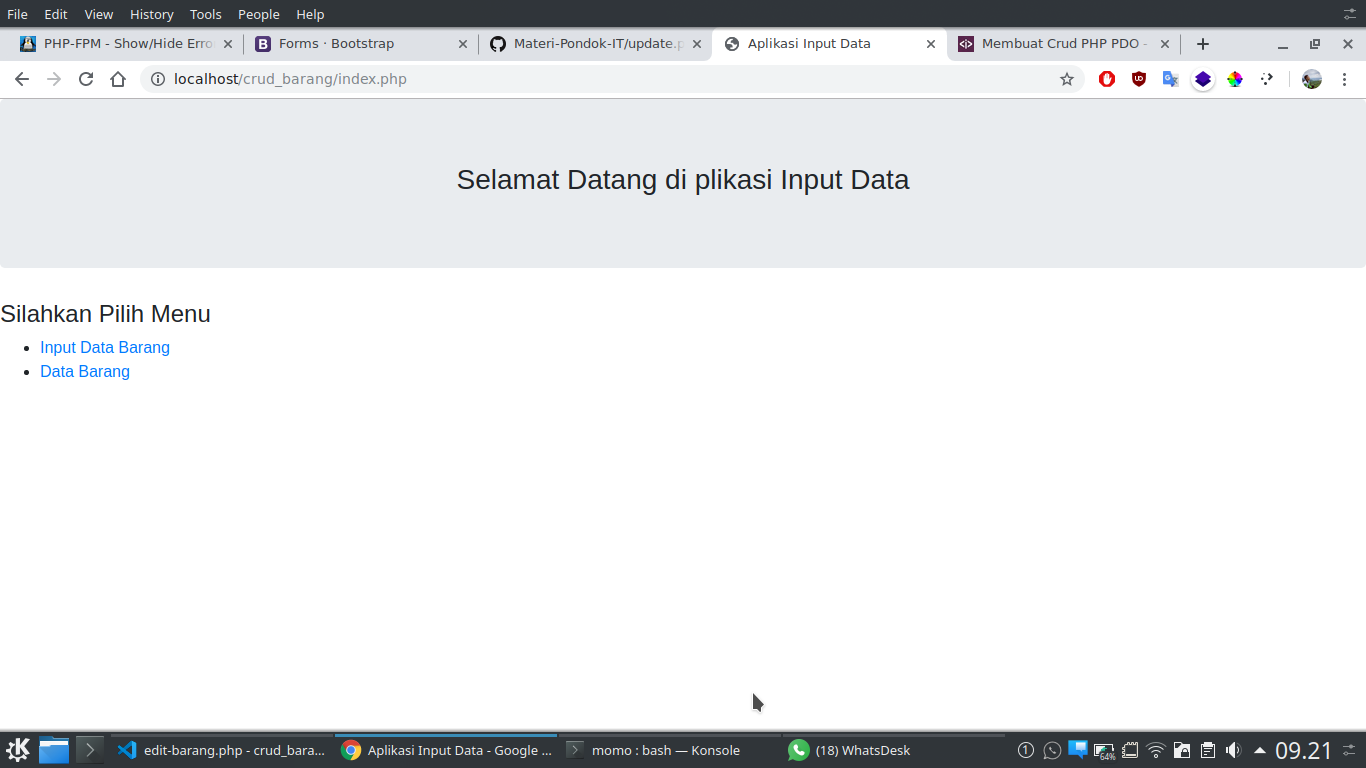 File Edit View History Tools People Help
PHP-FPM - Show/Hide Erro
Forms · Bootstrap
Materi-Pondok-IT/update.p
Aplikasi Input Data
Membuat Crud PHP PDO -
localhost/crud_barang/index.php
Selamat Datang di plikasi Input Data
Silahkan Pilih Menu
Input Data Barang
Data Barang
edit-barang.php - crud_bara...
Aplikasi Input Data - Google ...
momo : bash — Konsole
(18) WhatsDesk
1
64%
09.21